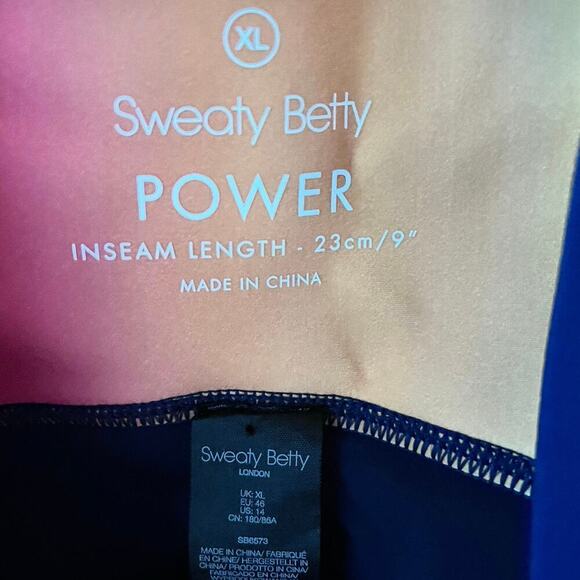 XL
Sweaty Betty
POWER
INSEAM LENGTH - 23cm/9"
MADE IN CHINA
Sweaty Betty
LONDON
UK: XL
EU: 46
US: 14
CN: 180/86A
SB6573
MADE IN CHINA/ FABRIQUÉ
EN CHINE/ HERGESTELLT IN
CHINA/ PRODOTTO IN CINA/
FABRICADO EN CHINA/